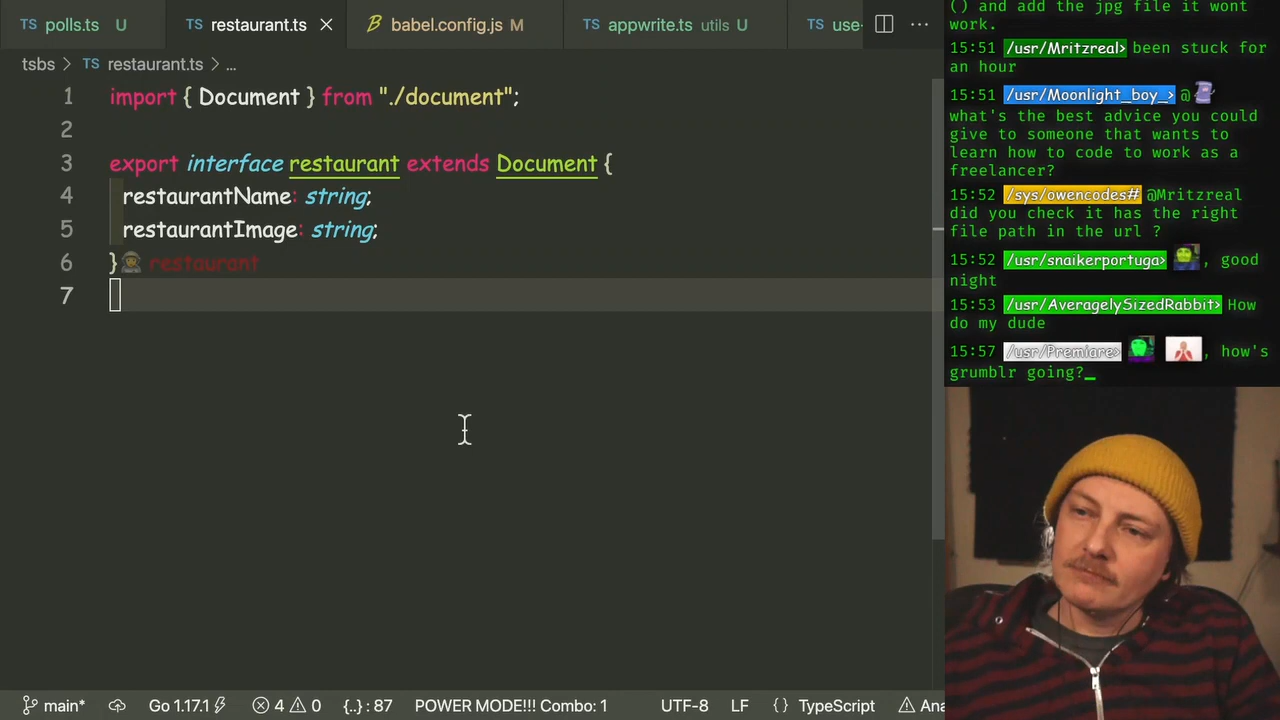 TS polls.ts U
TS restaurant.ts
babel.config.js M
TS appwrite.ts utils U
TS use-
tsbs > TS restaurant.ts > ...
1 import { Document } from "./document";
2
3 export interface restaurant extends Document {
4 restaurantName: string;
5 restaurantImage: string;
6 } restaurant
7
main* Go 1.17.1 4 0 {..} : 87 POWER MODE!!! Combo: 1 UTF-8 LF {} TypeScript Ana
() and add the jpg file it wont
work.
15:51 /usr/Mritzreal> been stuck for
an hour
15:51 /usr/Moonlight_boy_> @
what's the best advice you could
give to someone that wants to
learn how to code to work as a
freelancer?
15:52 /sys/owencodes# @Mritzreal
did you check it has the right
file path in the url ?
15:52 /usr/snaikerportuga> , good
night
15:53 /usr/AveragelySizedRabbit> How
do my dude
15:57 /usr/Premiare> , how's
grumblr going?_